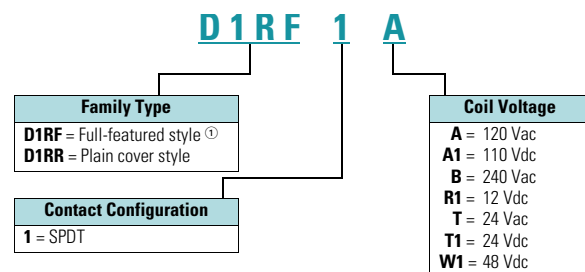 D1RF 1 A
Family Type
D1RF = Full-featured style ①
D1RR = Plain cover style
Contact Configuration
1 = SPDT
Coil Voltage
A = 120 Vac
A1 = 110 Vdc
B = 240 Vac
R1 = 12 Vdc
T = 24 Vac
T1 = 24 Vdc
W1 = 48 Vdc